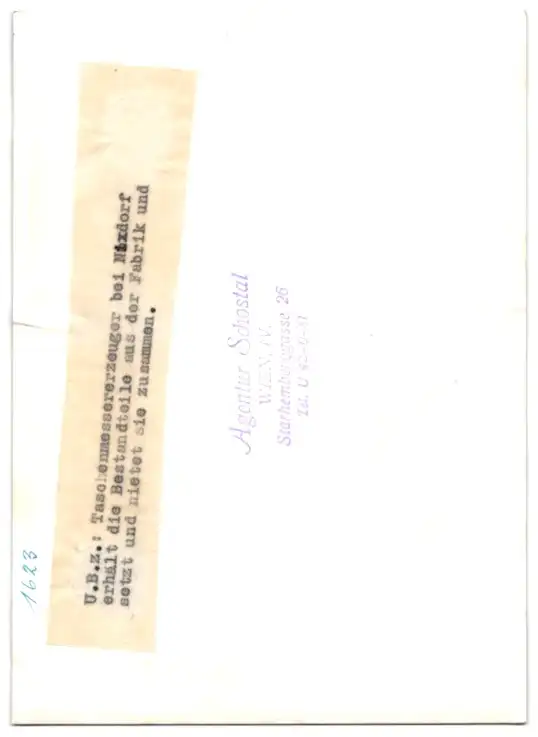 U.B.z.: Taschenmessererzeuger bei Nixdorf
erhält die Bestandteile aus der Fabrik und
setzt und nietet sie zusammen.
Agentur Schostal
WIEN, IV.
Starhemberggasse 26
Tel. U
1623